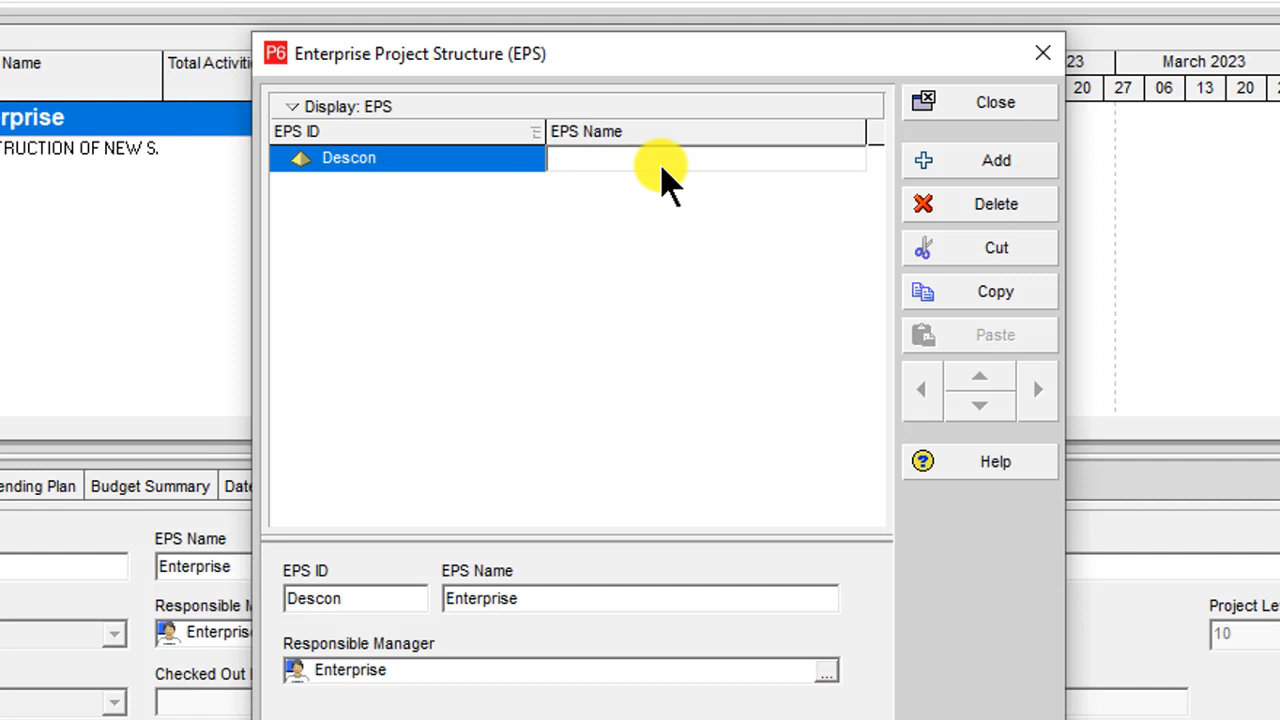 P6 Enterprise Project Structure (EPS)
Name
Total Activiti
23
March 2023
20 27 06 13 20
Display: EPS
Close
rprise
EPS ID
EPS Name
RUCTION OF NEW S.
Descon
Add
Delete
Cut
Copy
Paste
Help
ending Plan
Budget Summary
Date
EPS Name
Enterprise
EPS ID
EPS Name
Descon
Enterprise
Responsible M
Enterpris
Project Le
10
Responsible Manager
Enterprise
...
Checked Out